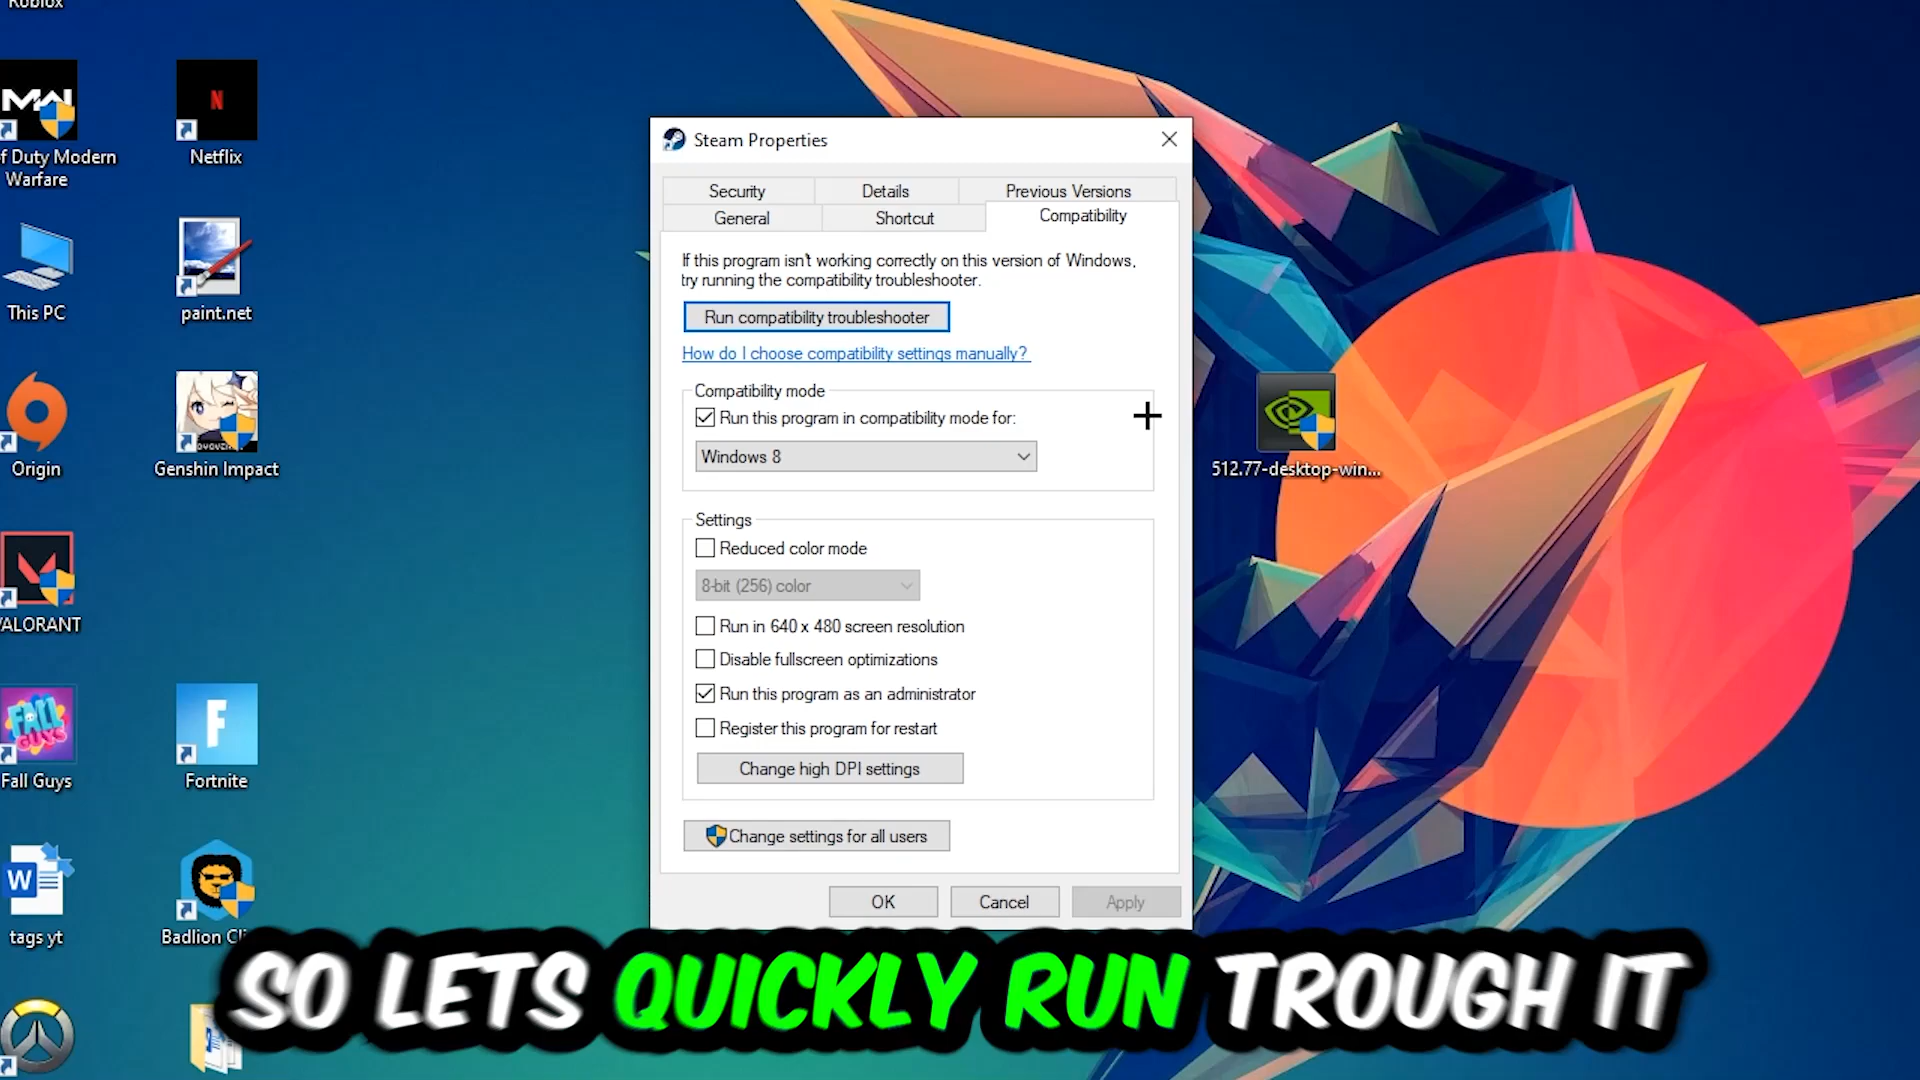 Roblox
MW
f Duty Modern
Warfare
N
Netflix
This PC
paint.net
Origin
Genshin Impact
VALORANT
FALL
GUYS
Fall Guys
F
Fortnite
W
tags yt
Badlion Cli
Steam Properties
Security
Details
Previous Versions
General
Shortcut
Compatibility
If this program isn't working correctly on this version of Windows,
try running the compatibility troubleshooter.
Run compatibility troubleshooter
How do I choose compatibility settings manually?
Compatibility mode
Run this program in compatibility mode for:
Windows 8
Settings
Reduced color mode
8-bit (256) color
Run in 640 x 480 screen resolution
Disable fullscreen optimizations
Run this program as an administrator
Register this program for restart
Change high DPI settings
Change settings for all users
OK
Cancel
Apply
512.77-desktop-win...
SO LETS QUICKLY RUN TROUGH IT